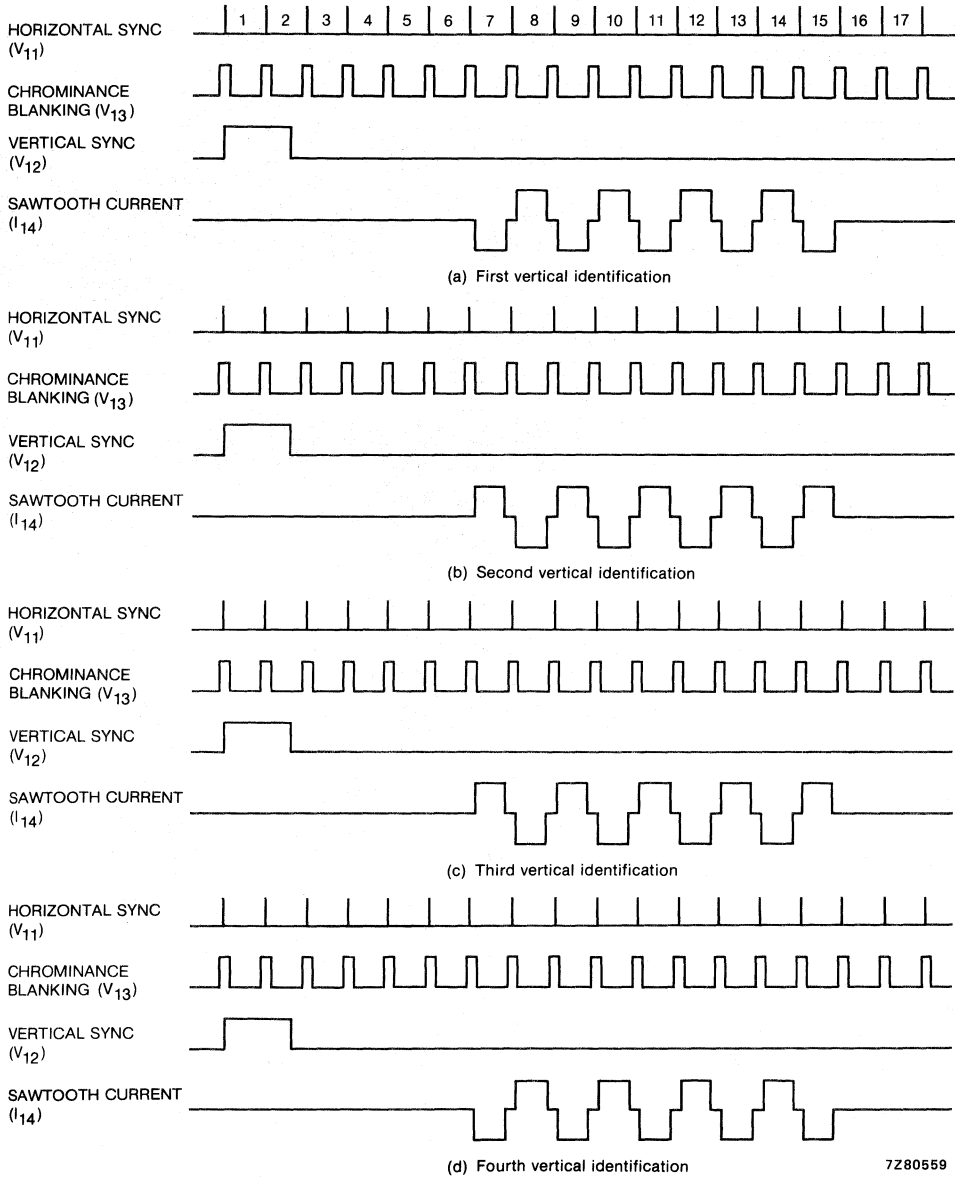 1 2 3 4 5 6 7 8 9 10 11 12 13 14 15 16 17
HORIZONTAL SYNC
(V11)
CHROMINANCE
BLANKING (V13)
VERTICAL SYNC
(V12)
SAWTOOTH CURRENT
(I14)
(a) First vertical identification
HORIZONTAL SYNC
(V11)
CHROMINANCE
BLANKING (V13)
VERTICAL SYNC
(V12)
SAWTOOTH CURRENT
(I14)
(b) Second vertical identification
HORIZONTAL SYNC
(V11)
CHROMINANCE
BLANKING (V13)
VERTICAL SYNC
(V12)
SAWTOOTH CURRENT
(I14)
(c) Third vertical identification
HORIZONTAL SYNC
(V11)
CHROMINANCE
BLANKING (V13)
VERTICAL SYNC
(V12)
SAWTOOTH CURRENT
(I14)
(d) Fourth vertical identification
7Z80559